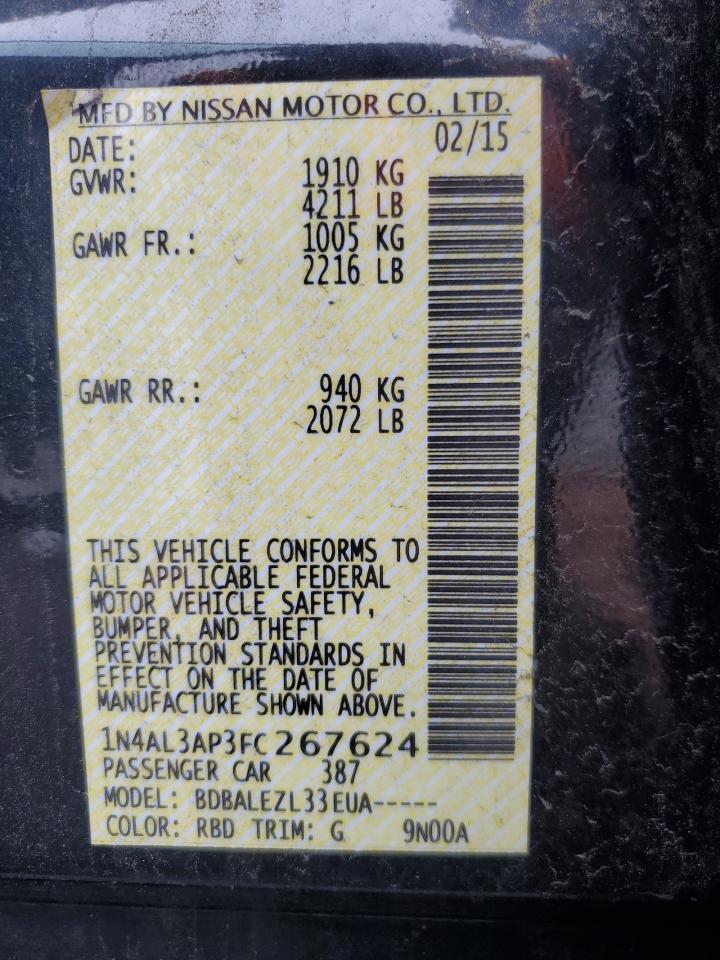 MFD BY NISSAN MOTOR CO., LTD.
DATE: 02/15
GVWR: 1910 KG
4211 LB
GAWR FR.: 1005 KG
2216 LB
GAWR RR.: 940 KG
2072 LB
THIS VEHICLE CONFORMS TO
ALL APPLICABLE FEDERAL
MOTOR VEHICLE SAFETY,
BUMPER, AND THEFT
PREVENTION STANDARDS IN
EFFECT ON THE DATE OF
MANUFACTURE SHOWN ABOVE.
1N4AL3AP3FC267624
PASSENGER CAR 387
MODEL: BDBALEZL33EUA-----
COLOR: RBD TRIM: G 9N00A